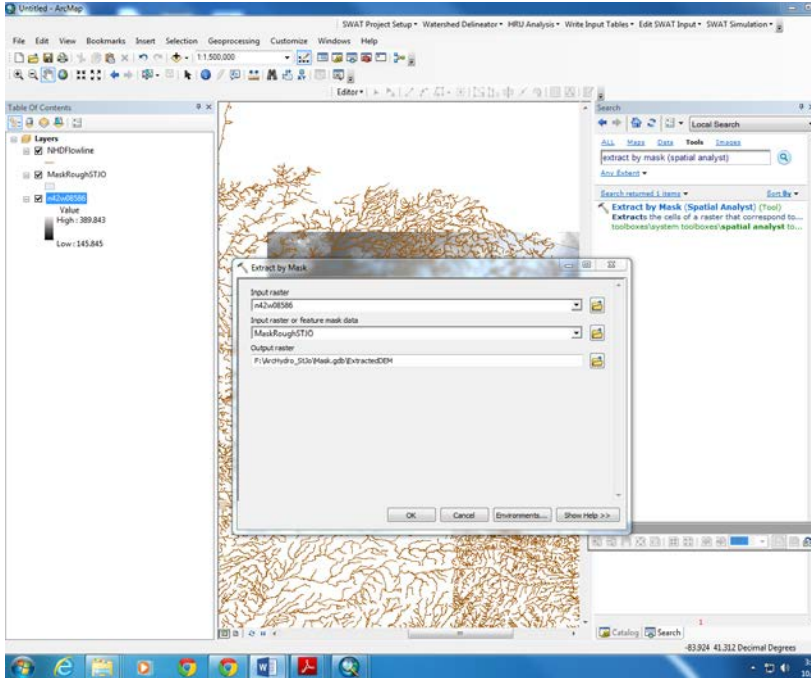 Untitled - ArcMap
SWAT Project Setup Watershed Delineator HRU Analysis Write Input Tables Edit SWAT Input SWAT Simulation
File Edit View Bookmarks Insert Selection Geoprocessing Customize Windows Help
1:1,500,000
Editor
Table Of Contents
Layers
NHDFlowline
MaskRoughSTJO
n42w08586
Value
High : 389.843
Low : 145.845
Search
Local Search
ALL Maps Data Tools Images
extract by mask (spatial analyst)
Any Extent
Search returned 1 items
Sort By
Extract by Mask (Spatial Analyst) (Tool)
Extracts the cells of a raster that correspond to...
toolboxes\system toolboxes\spatial analyst to...
Extract by Mask
Input raster
n42w08586
Input raster or feature mask data
MaskRoughSTJO
Output raster
F:\ArcHydro_StJo\Mask.gdb\ExtractedDEM
OK Cancel Environments... Show Help >>
1
Catalog Search
-83.924 41.312 Decimal Degrees